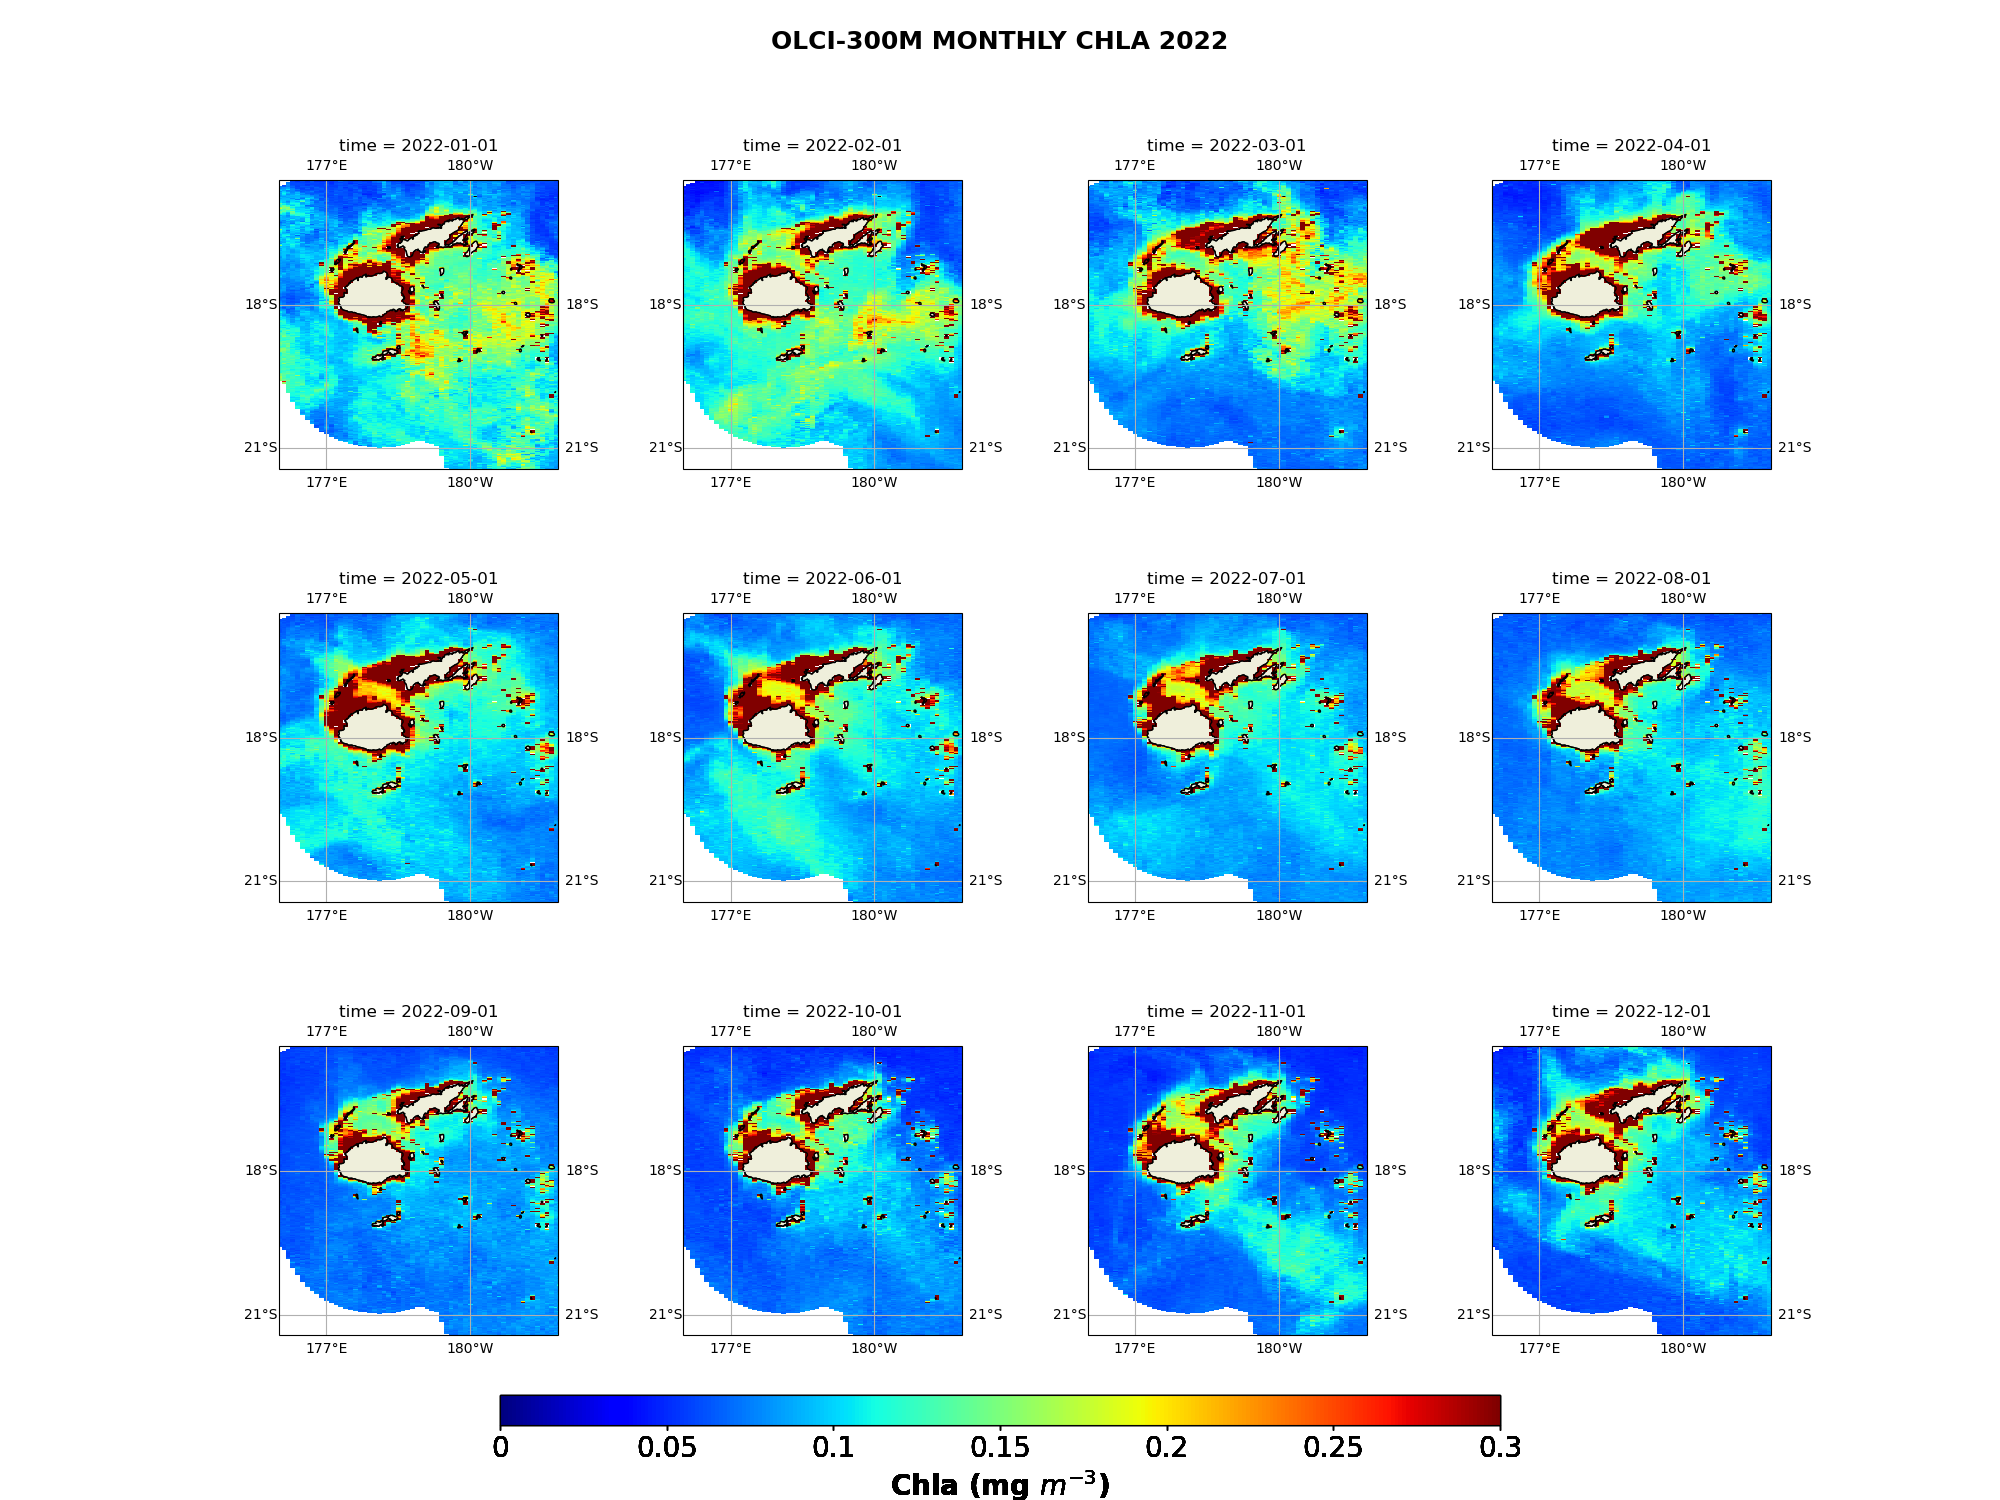 OLCI-300M MONTHLY CHLA 2022
time = 2022-01-01 time = 2022-02-01 time = 2022-03-01 time = 2022-04-01
177°E 180°W 177°E 180°W 177°E 180°W 177°E 180°W
18°S 18°S 18°S 18°S 18°S 18°S 18°S 18°S
21°S 21°S 21°S 21°S 21°S 21°S 21°S 21°S
177°E 180°W 177°E 180°W 177°E 180°W 177°E 180°W
time = 2022-05-01 time = 2022-06-01 time = 2022-07-01 time = 2022-08-01
177°E 180°W 177°E 180°W 177°E 180°W 177°E 180°W
18°S 18°S 18°S 18°S 18°S 18°S 18°S 18°S
21°S 21°S 21°S 21°S 21°S 21°S 21°S 21°S
177°E 180°W 177°E 180°W 177°E 180°W 177°E 180°W
time = 2022-09-01 time = 2022-10-01 time = 2022-11-01 time = 2022-12-01
177°E 180°W 177°E 180°W 177°E 180°W 177°E 180°W
18°S 18°S 18°S 18°S 18°S 18°S 18°S 18°S
21°S 21°S 21°S 21°S 21°S 21°S 21°S 21°S
177°E 180°W 177°E 180°W 177°E 180°W 177°E 180°W
0 0.05 0.1 0.15 0.2 0.25 0.3
Chla (mg m⁻³)